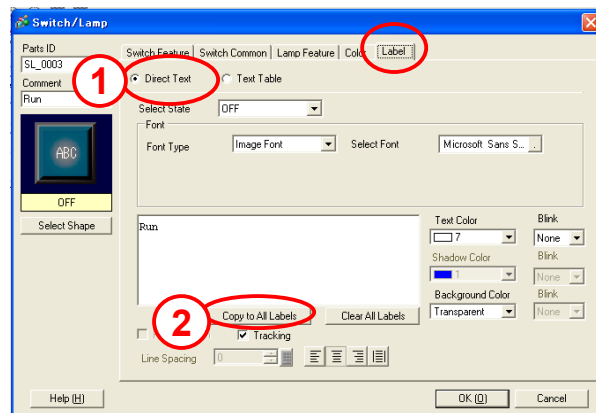 Switch/Lamp
Parts ID
SL_0003
Comment
Run
ABC
OFF
Select Shape
Switch Feature Switch Common Lamp Feature Color Label
1
Direct Text Text Table
Select State OFF
Font
Font Type Image Font Select Font Microsoft Sans S... .
Run
Text Color Blink
7 None
Shadow Color Blink
1 None
Background Color Blink
Transparent None
2
Copy to All Labels Clear All Labels
Tracking
Line Spacing 0
Help (H) OK (O) Cancel